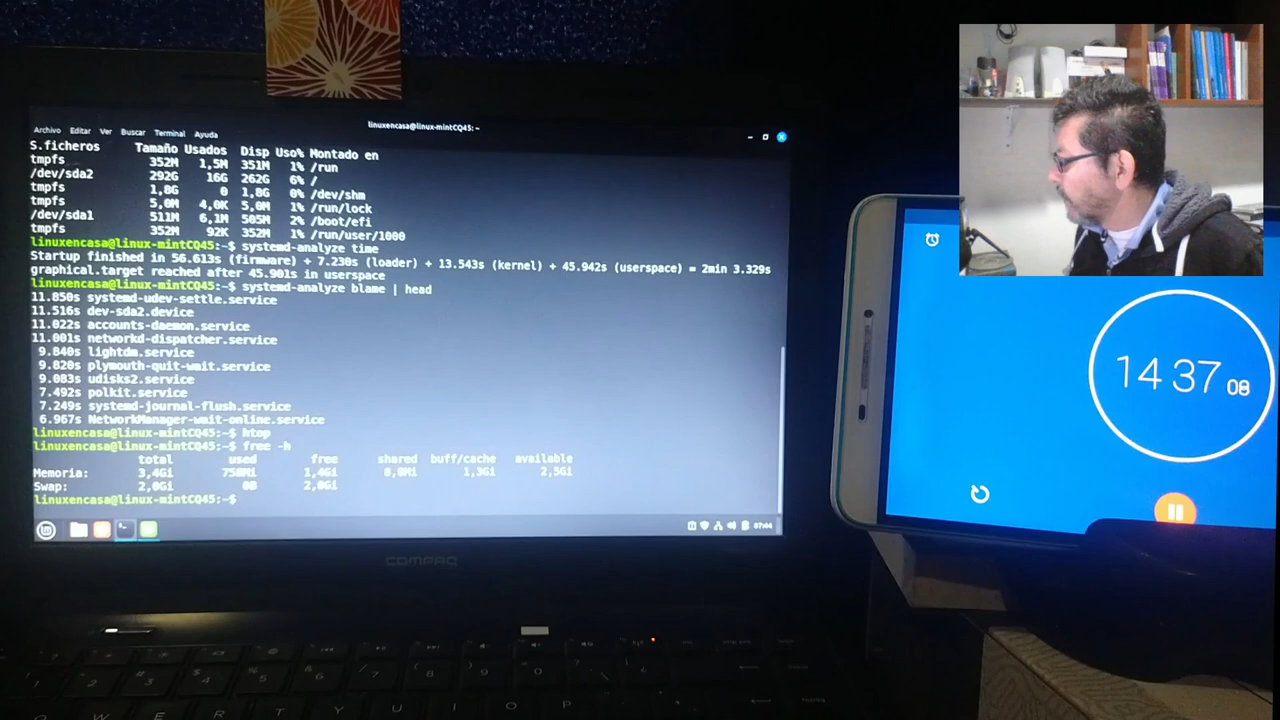 linuxencasa@linux-mintCQ45: ~
Archivo Editar Ver Buscar Terminal Ayuda
S.ficheros Tamaño Usados Disp Uso% Montado en
tmpfs 352M 1,5M 351M 1% /run
/dev/sda2 292G 16G 262G 6% /
tmpfs 1,8G 0 1,8G 0% /dev/shm
tmpfs 5,0M 4,0K 5,0M 1% /run/lock
/dev/sda1 511M 6,1M 505M 2% /boot/efi
tmpfs 352M 92K 352M 1% /run/user/1000
linuxencasa@linux-mintCQ45:~$ systemd-analyze time
Startup finished in 56.613s (firmware) + 7.230s (loader) + 13.543s (kernel) + 45.942s (userspace) = 2min 3.329s
graphical.target reached after 45.901s in userspace
linuxencasa@linux-mintCQ45:~$ systemd-analyze blame | head
11.850s systemd-udev-settle.service
11.516s dev-sda2.device
11.022s accounts-daemon.service
11.001s networkd-dispatcher.service
9.840s lightdm.service
9.820s plymouth-quit-wait.service
9.083s udisks2.service
7.492s polkit.service
7.249s systemd-journal-flush.service
6.967s NetworkManager-wait-online.service
linuxencasa@linux-mintCQ45:~$ htop
linuxencasa@linux-mintCQ45:~$ free -h
total used free shared buff/cache available
Memoria: 3,4Gi 1,4Gi 1,3Gi 2,5Gi
Swap: 2,0Gi 0B 2,0Gi
linuxencasa@linux-mintCQ45:~$
07:44
COMPAQ
14 37 08